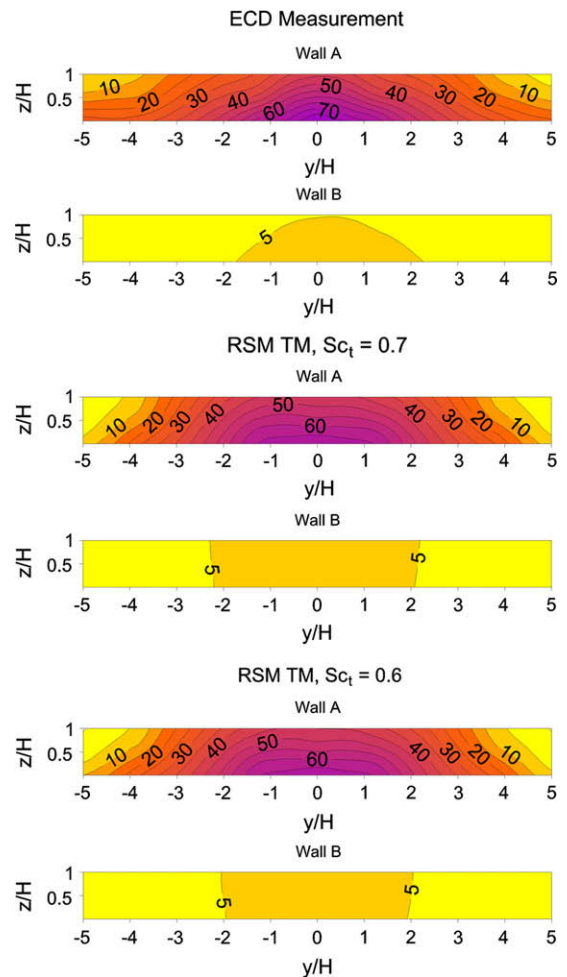 ECD Measurement
Wall A
z/H
1
0.5
10 20 30 40 50 60 70 40 30 20 10
-5 -4 -3 -2 -1 0 1 2 3 4 5
y/H
Wall B
z/H
1
0.5
5
-5 -4 -3 -2 -1 0 1 2 3 4 5
y/H
RSM TM, Sct = 0.7
Wall A
z/H
1
0.5
10 20 30 40 50 60 40 30 20 10
-5 -4 -3 -2 -1 0 1 2 3 4 5
y/H
Wall B
z/H
1
0.5
5 5
-5 -4 -3 -2 -1 0 1 2 3 4 5
y/H
RSM TM, Sct = 0.6
Wall A
z/H
1
0.5
10 20 30 40 50 60 40 30 20 10
-5 -4 -3 -2 -1 0 1 2 3 4 5
y/H
Wall B
z/H
1
0.5
5 5
-5 -4 -3 -2 -1 0 1 2 3 4 5
y/H